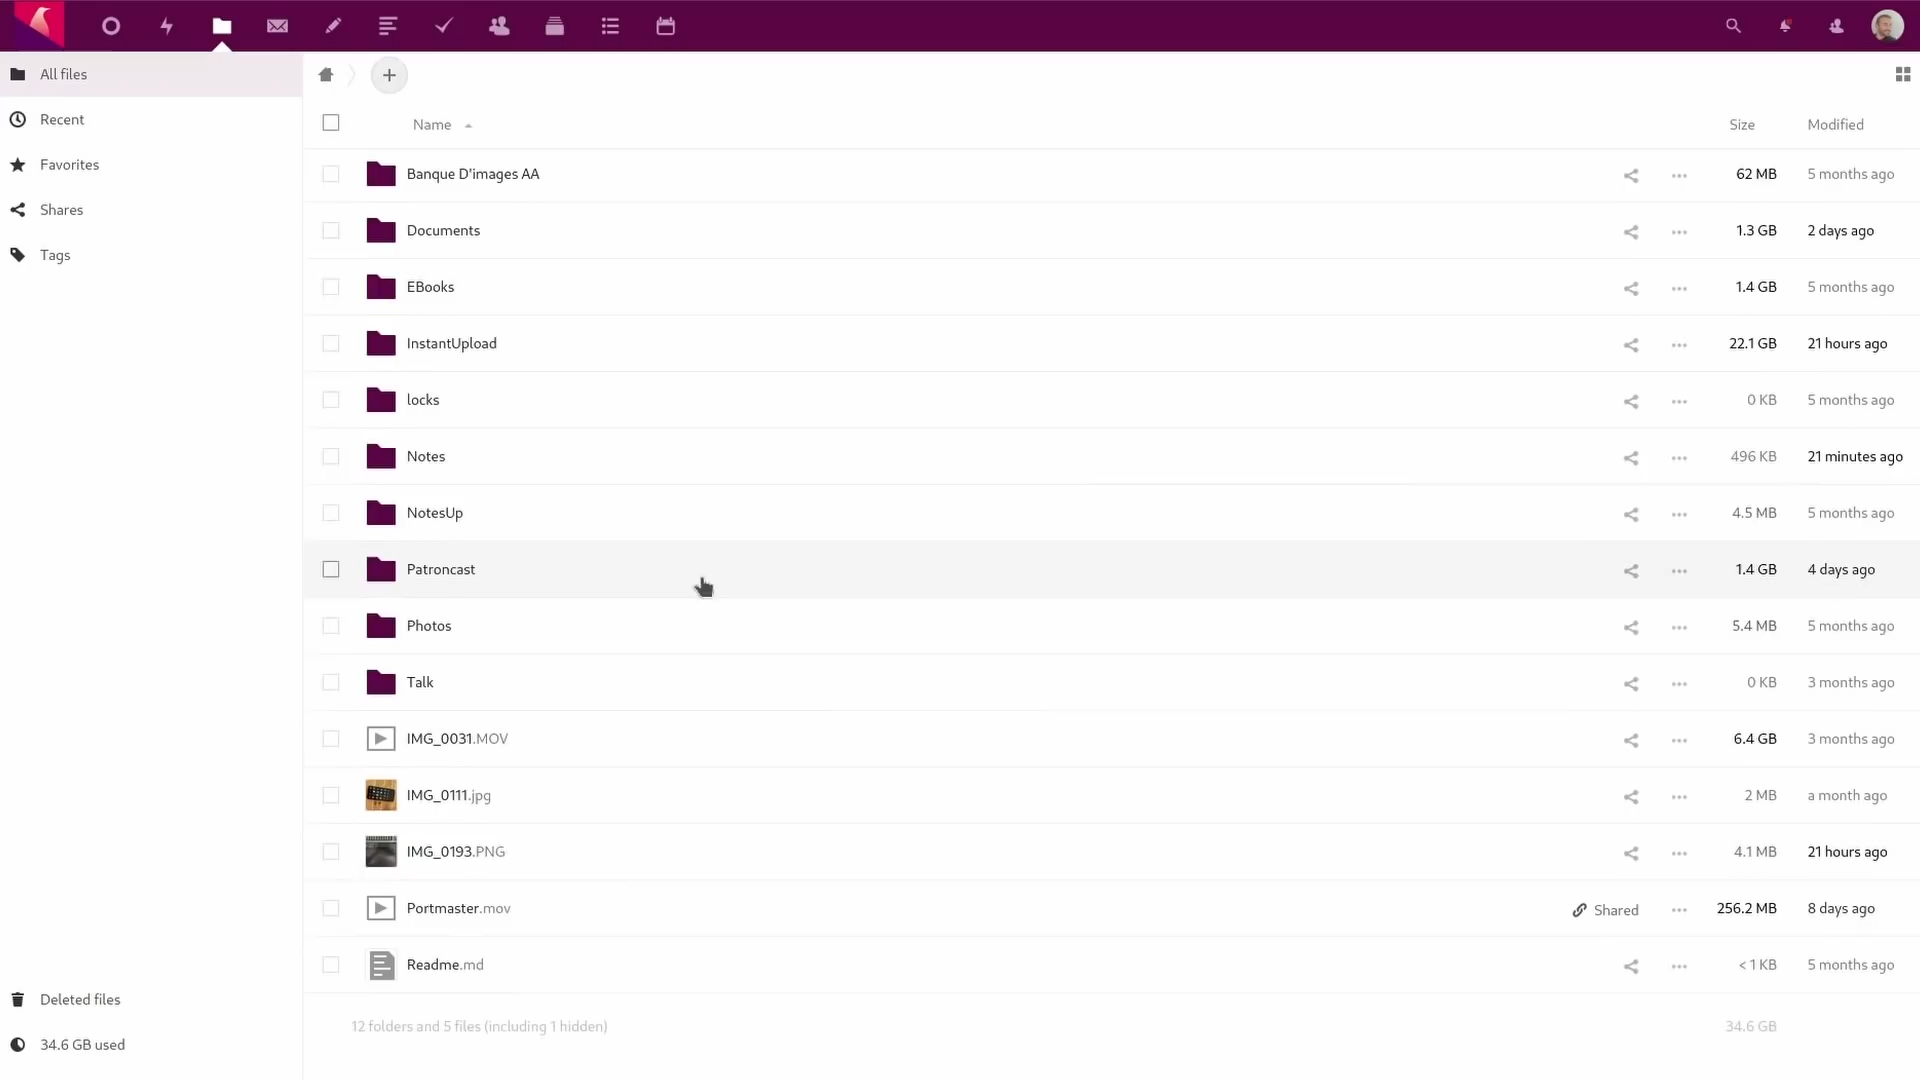 All files
Recent
Favorites
Shares
Tags
Name Size Modified
Banque D'images AA 62 MB 5 months ago
Documents 1.3 GB 2 days ago
EBooks 1.4 GB 5 months ago
InstantUpload 22.1 GB 21 hours ago
locks 0 KB 5 months ago
Notes 496 KB 21 minutes ago
NotesUp 4.5 MB 5 months ago
Patroncast 1.4 GB 4 days ago
Photos 5.4 MB 5 months ago
Talk 0 KB 3 months ago
IMG_0031.MOV 6.4 GB 3 months ago
IMG_0111.jpg 2 MB a month ago
IMG_0193.PNG 4.1 MB 21 hours ago
Portmaster.mov Shared 256.2 MB 8 days ago
Readme.md < 1 KB 5 months ago
12 folders and 5 files (including 1 hidden) 34.6 GB
Deleted files
34.6 GB used